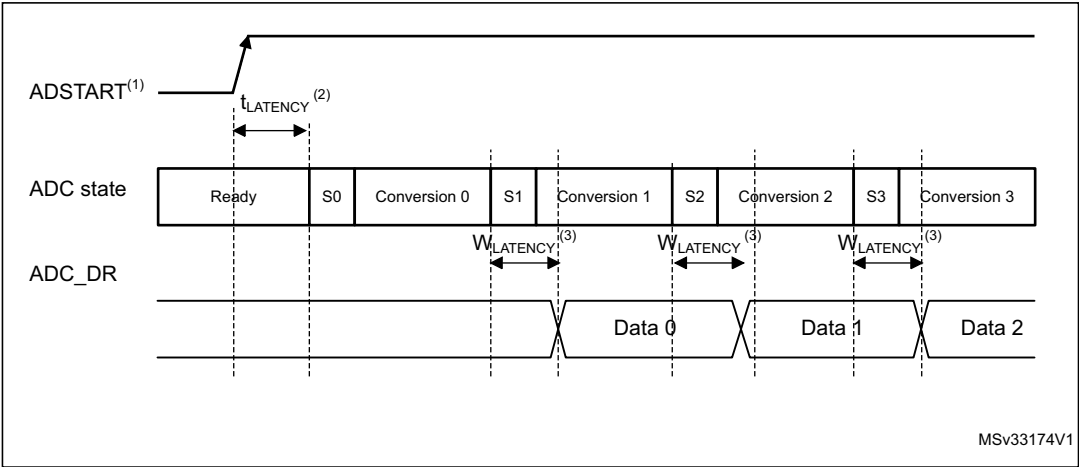 ADSTART(1)
tLATENCY (2)
ADC state
Ready S0 Conversion 0 S1 Conversion 1 S2 Conversion 2 S3 Conversion 3
WLATENCY(3) WLATENCY(3) WLATENCY(3)
ADC_DR
Data 0 Data 1 Data 2
MSv33174V1